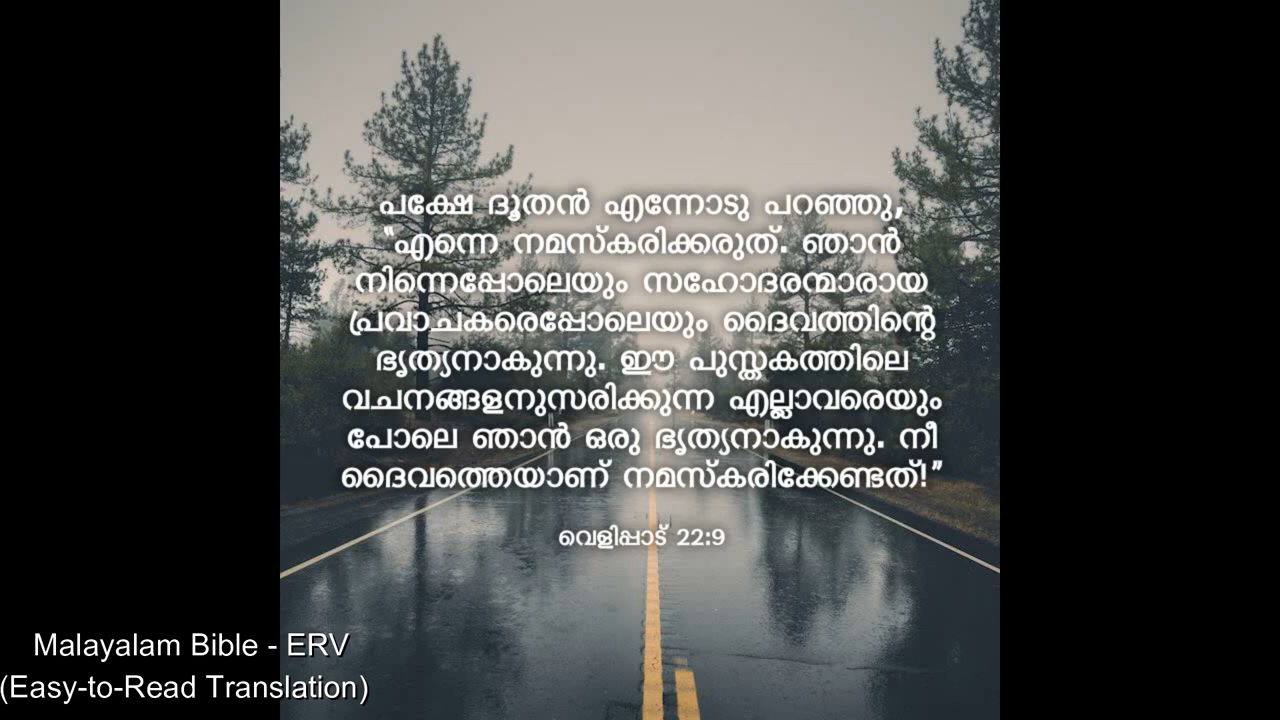 പക്ഷേ ദൂതൻ എന്നോടു പറഞ്ഞു,
“എന്നെ നമസ്കരിക്കരുത്. ഞാൻ
നിന്നെപ്പോലെയും സഹോദരന്മാരായ
പ്രവാചകരെപ്പോലെയും ദൈവത്തിന്റെ
ഭൃത്യനാകുന്നു. ഈ പുസ്തകത്തിലെ
വചനങ്ങളനുസരിക്കുന്ന എല്ലാവരെയും
പോലെ ഞാൻ ഒരു ഭൃത്യനാകുന്നു. നീ
ദൈവത്തെയാണ് നമസ്കരിക്കേണ്ടത്!”
വെളിപ്പാട് 22:9
Malayalam Bible - ERV
(Easy-to-Read Translation)